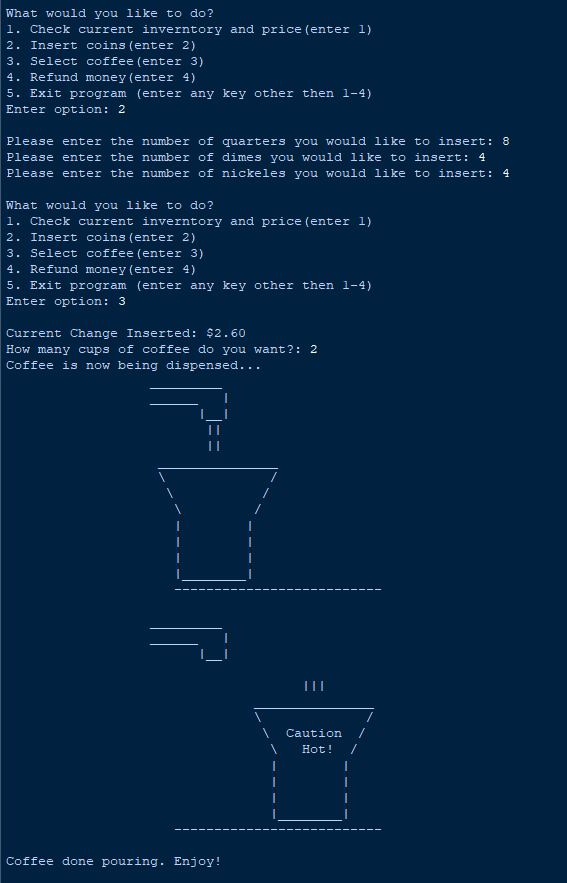 What would you like to do?
1. Check current inverntory and price(enter 1)
2. Insert coins(enter 2)
3. Select coffee(enter 3)
4. Refund money(enter 4)
5. Exit program (enter any key other then 1-4)
Enter option: 2
Please enter the number of quarters you would like to insert: 8
Please enter the number of dimes you would like to insert: 4
Please enter the number of nickeles you would like to insert: 4
What would you like to do?
1. Check current inverntory and price(enter 1)
2. Insert coins(enter 2)
3. Select coffee(enter 3)
4. Refund money(enter 4)
5. Exit program (enter any key other then 1-4)
Enter option: 3
Current Change Inserted: $2.60
How many cups of coffee do you want?: 2
Coffee is now being dispensed...
Caution
Hot!
Coffee done pouring. Enjoy!